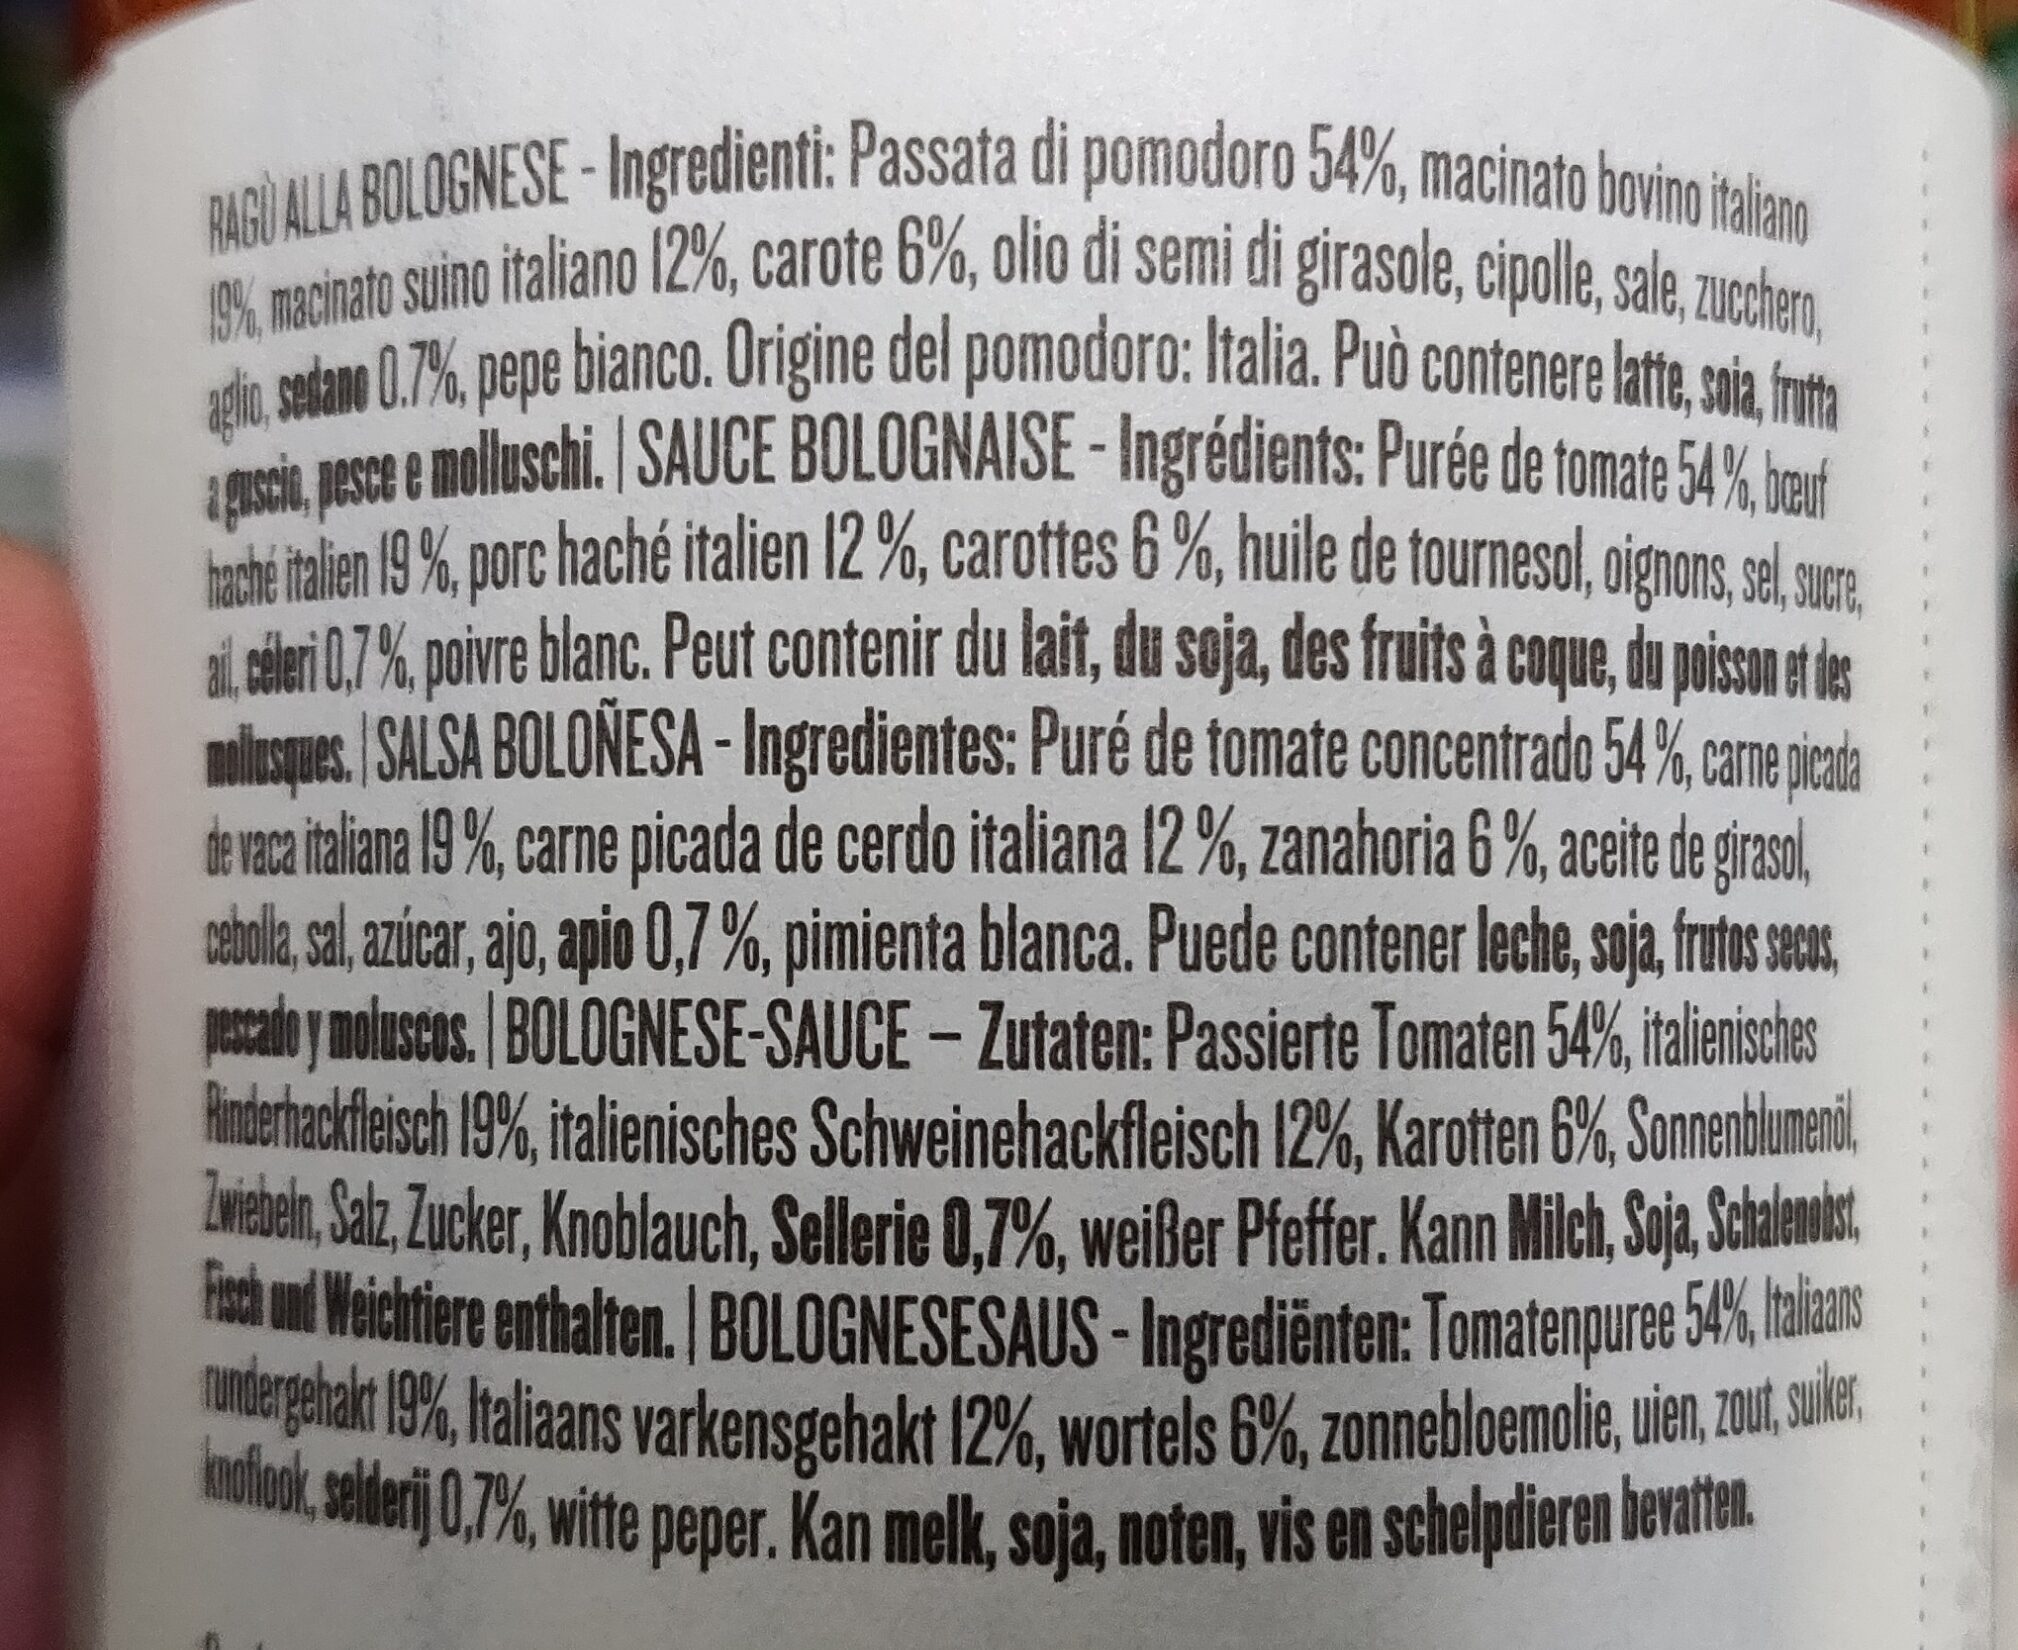 RAGÙ ALLA BOLOGNESE - Ingredienti: Passata di pomodoro 54%, macinato bovino italiano
19%, macinato suino italiano 12%, carote 6%, olio di semi di girasole, cipolle, sale, zucchero,
aglio, sedano 0.7%, pepe bianco. Origine del pomodoro: Italia. Può contenere latte, soia, frutta
a guscio, pesce e molluschi. | SAUCE BOLOGNAISE - Ingrédients: Purée de tomate 54 %, bœuf
haché italien 19 %, porc haché italien 12 %, carottes 6 %, huile de tournesol, oignons, sel, sucre,
ail, céleri 0,7 %, poivre blanc. Peut contenir du lait, du soja, des fruits à coque, du poisson et des
mollusques. | SALSA BOLOÑESA - Ingredientes: Puré de tomate concentrado 54 %, carne picada
de vaca italiana 19 %, carne picada de cerdo italiana 12 %, zanahoria 6 %, aceite de girasol,
cebolla, sal, azúcar, ajo, apio 0,7 %, pimienta blanca. Puede contener leche, soja, frutos secos,
pescado y moluscos. | BOLOGNESE-SAUCE – Zutaten: Passierte Tomaten 54%, italienisches
Rinderhackfleisch 19%, italienisches Schweinehackfleisch 12%, Karotten 6%, Sonnenblumenöl,
Zwiebeln, Salz, Zucker, Knoblauch, Sellerie 0,7%, weißer Pfeffer. Kann Milch, Soja, Schalenobst,
Fisch und Weichtiere enthalten. | BOLOGNESESAUS - Ingrediënten: Tomatenpuree 54%, Italiaans
rundergehakt 19%, Italiaans varkensgehakt 12%, wortels 6%, zonnebloemolie, uien, zout, suiker,
knoflook, selderij 0,7%, witte peper. Kan melk, soja, noten, vis en schelpdieren bevatten.